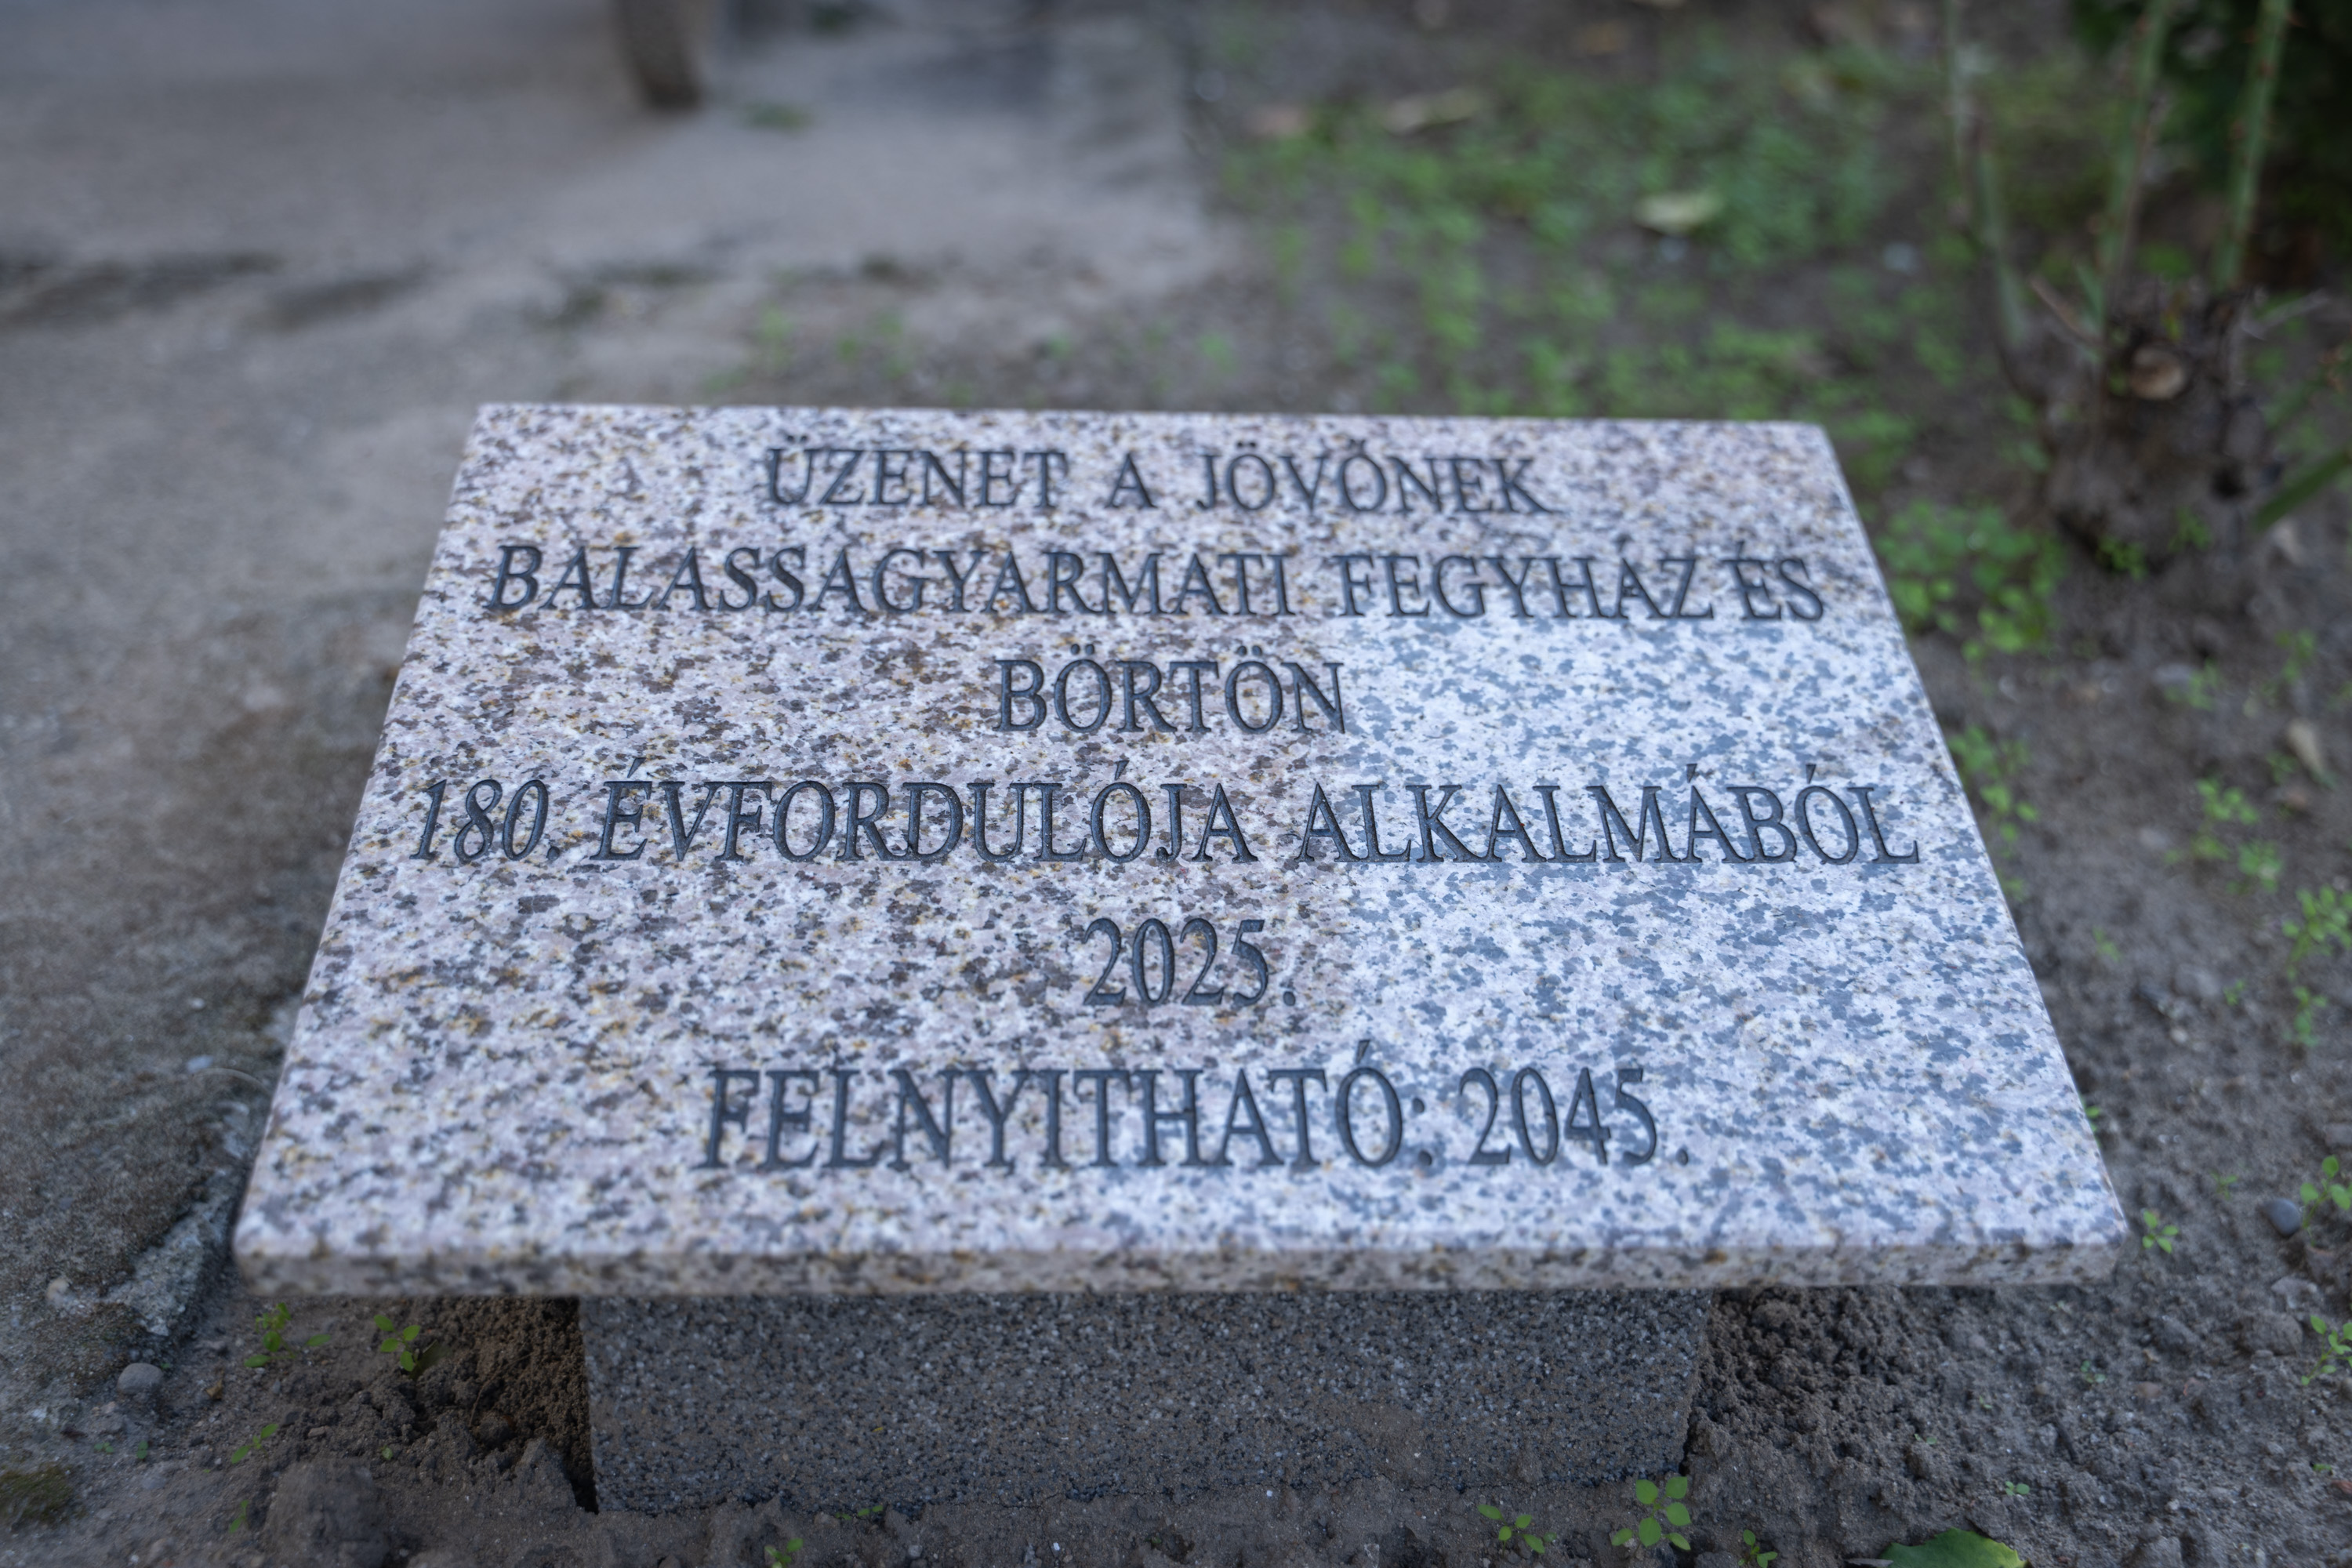 ÜZENET A JÖVŐNEK
BALASSAGYARMATI FEGYHÁZ ÉS
BÖRTÖN
180. ÉVFORDULÓJA ALKALMÁBÓL
2025.
FELNYITHATÓ: 2045.